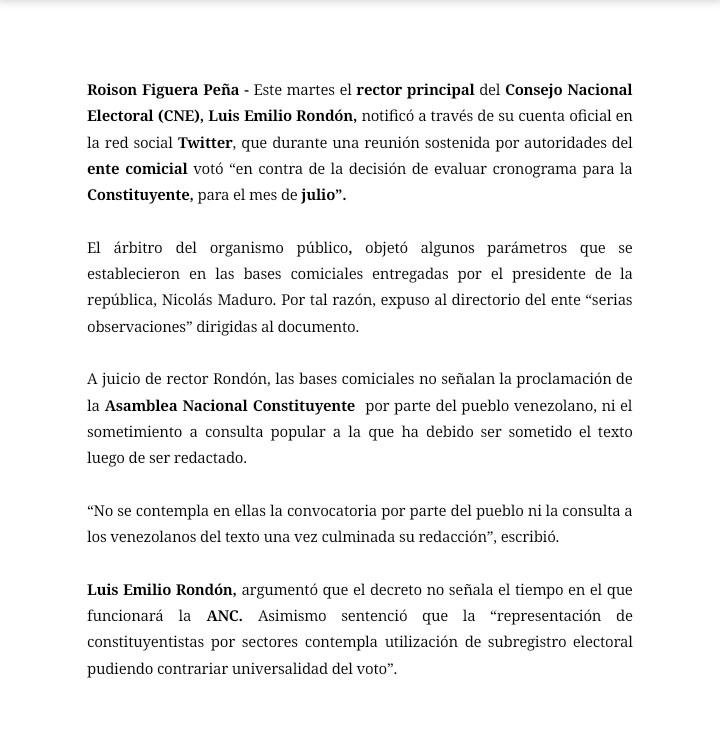 Roison Figuera Peña - Este martes el rector principal del Consejo Nacional
Electoral (CNE), Luis Emilio Rondón, notificó a través de su cuenta oficial en
la red social Twitter, que durante una reunión sostenida por autoridades del
ente comicial votó “en contra de la decisión de evaluar cronograma para la
Constituyente, para el mes de julio”.
El árbitro del organismo público, objetó algunos parámetros que se
establecieron en las bases comiciales entregadas por el presidente de la
república, Nicolás Maduro. Por tal razón, expuso al directorio del ente “serias
observaciones” dirigidas al documento.
A juicio de rector Rondón, las bases comiciales no señalan la proclamación de
la Asamblea Nacional Constituyente  por parte del pueblo venezolano, ni el
sometimiento a consulta popular a la que ha debido ser sometido el texto
luego de ser redactado.
“No se contempla en ellas la convocatoria por parte del pueblo ni la consulta a
los venezolanos del texto una vez culminada su redacción”, escribió.
Luis Emilio Rondón, argumentó que el decreto no señala el tiempo en el que
funcionará la ANC. Asimismo sentenció que la “representación de
constituyentistas por sectores contempla utilización de subregistro electoral
pudiendo contrariar universalidad del voto”.